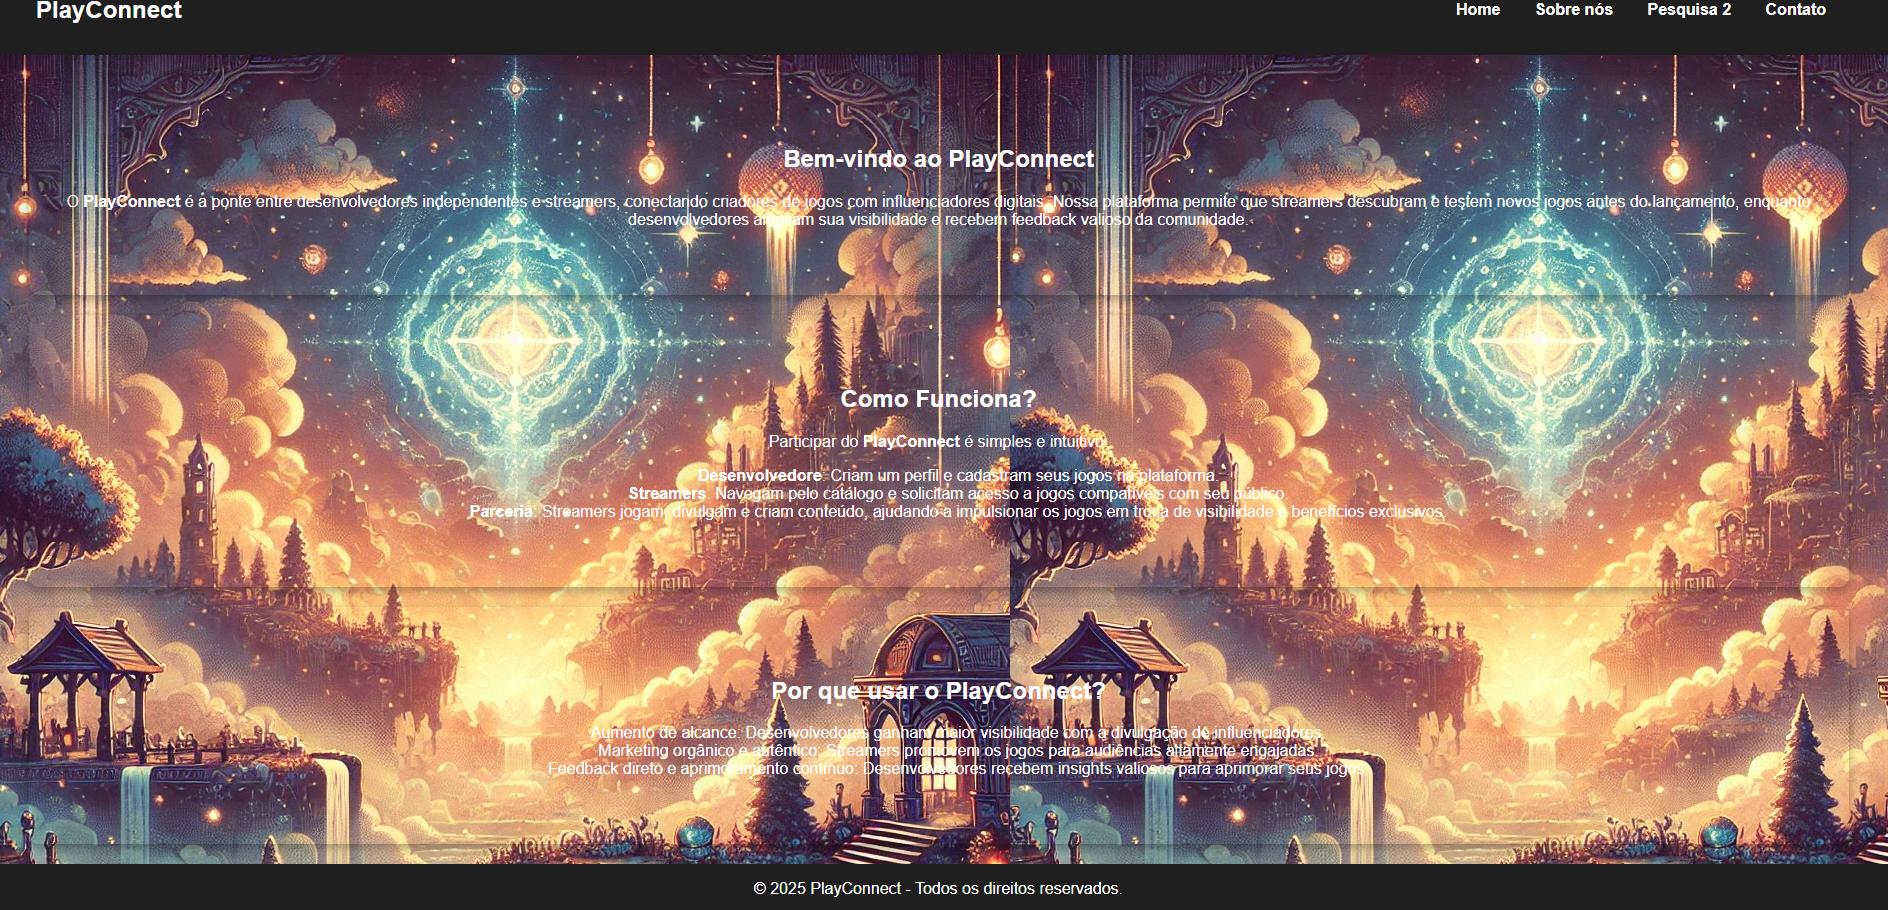 PlayConnect
Home Sobre nós Pesquisa 2 Contato
Bem-vindo ao PlayConnect
O PlayConnect é a ponte entre desenvolvedores independentes e streamers, conectando criadores de jogos com influenciadores digitais. Nossa plataforma permite que streamers descubram e testem novos jogos antes do lançamento, enquanto
desenvolvedores ampliam sua visibilidade e recebem feedback valioso da comunidade.
Como Funciona?
Participar do PlayConnect é simples e intuitivo:
Desenvolvedore: Criam um perfil e cadastram seus jogos na plataforma.
Streamers: Navegam pelo catálogo e solicitam acesso a jogos compatíveis com seu público.
Parceria: Streamers jogam, divulgam e criam conteúdo, ajudando a impulsionar os jogos em troca de visibilidade e benefícios exclusivos.
Por que usar o PlayConnect?
Aumento de alcance: Desenvolvedores ganham maior visibilidade com a divulgação de influenciadores.
Marketing orgânico e autêntico: Streamers promovem os jogos para audiências altamente engajadas.
Feedback direto e aprimoramento contínuo: Desenvolvedores recebem insights valiosos para aprimorar seus jogos.
© 2025 PlayConnect - Todos os direitos reservados.